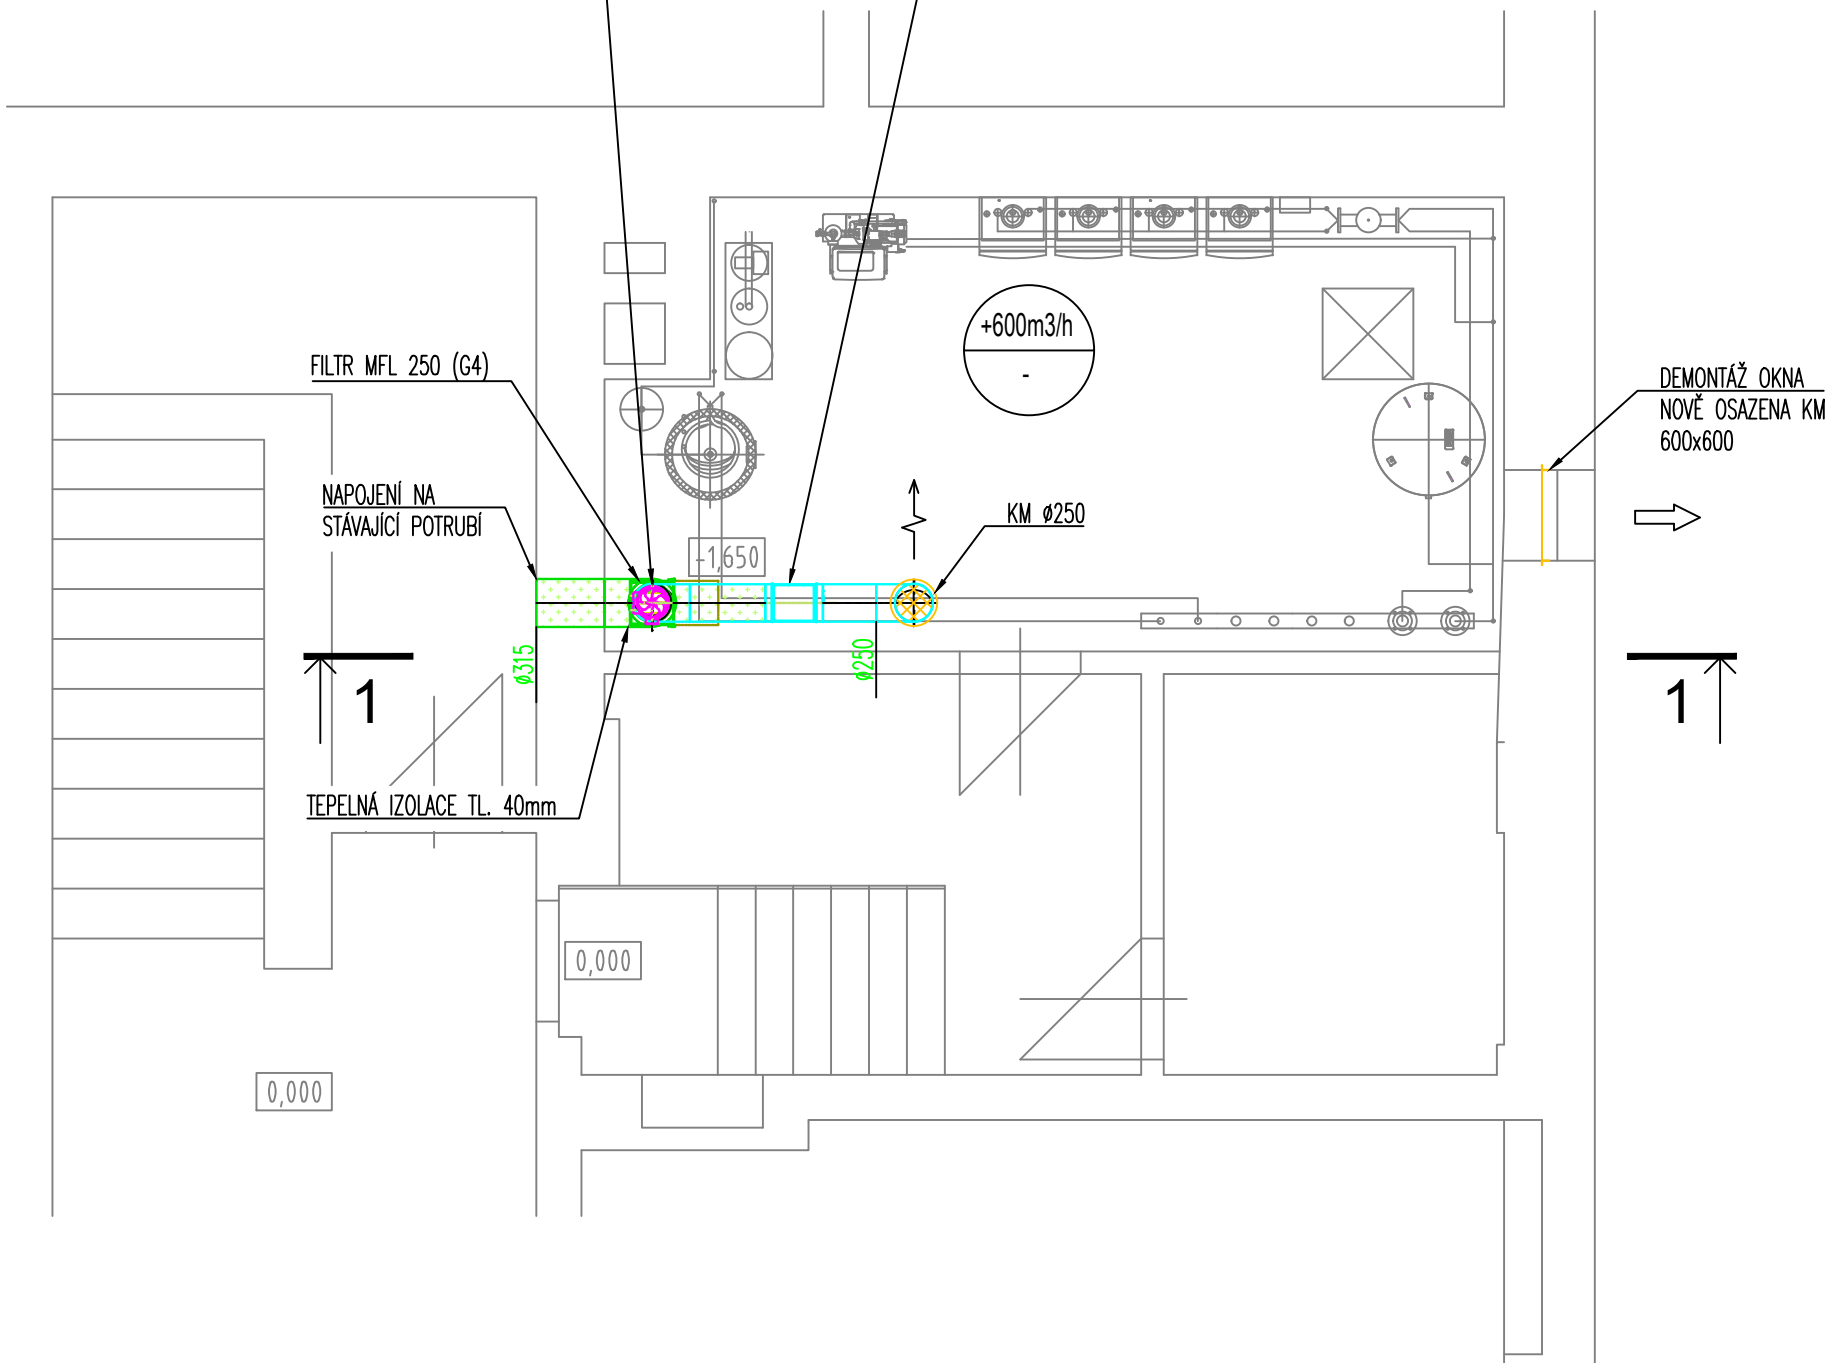 +600m3/h
-
FILTR MFL 250 (G4)
DEMONTÁŽ OKNA
NOVĚ OSAZENA KM
600x600
NAPOJENÍ NA
STÁVAJÍCÍ POTRUBÍ
KM ø250
-1,650
ø315
ø250
1
1
TEPELNÁ IZOLACE TL. 40mm
0,000
0,000